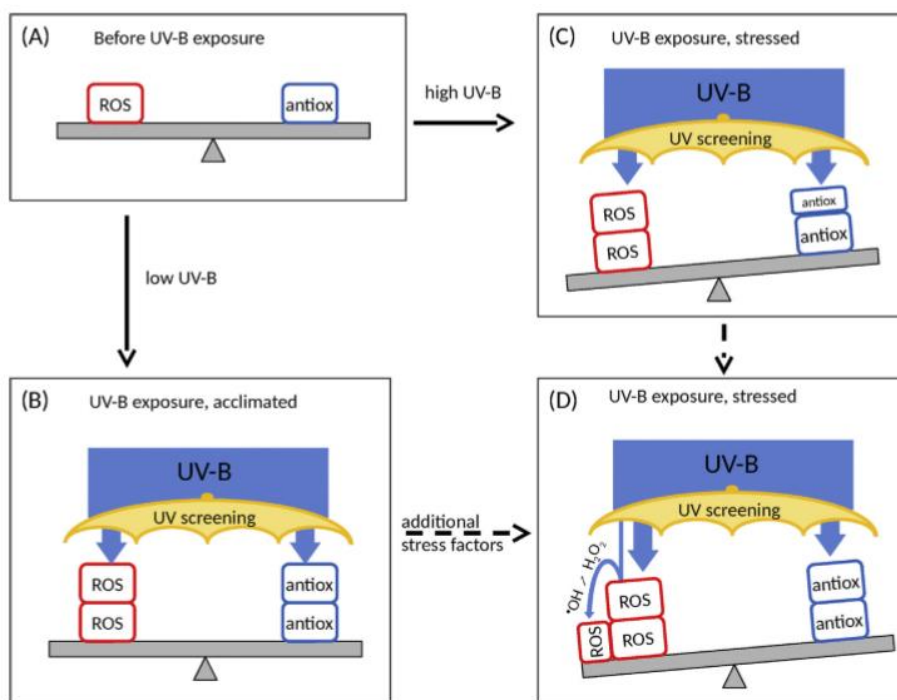 (A) Before UV-B exposure
ROS
antiox
high UV-B
low UV-B
(C) UV-B exposure, stressed
UV-B
UV screening
ROS
ROS
antiox
antiox
(B) UV-B exposure, acclimated
UV-B
UV screening
ROS
ROS
antiox
antiox
additional
stress factors
(D) UV-B exposure, stressed
UV-B
UV screening
•OH ⁄ H₂O₂
ROS
ROS
ROS
antiox
antiox